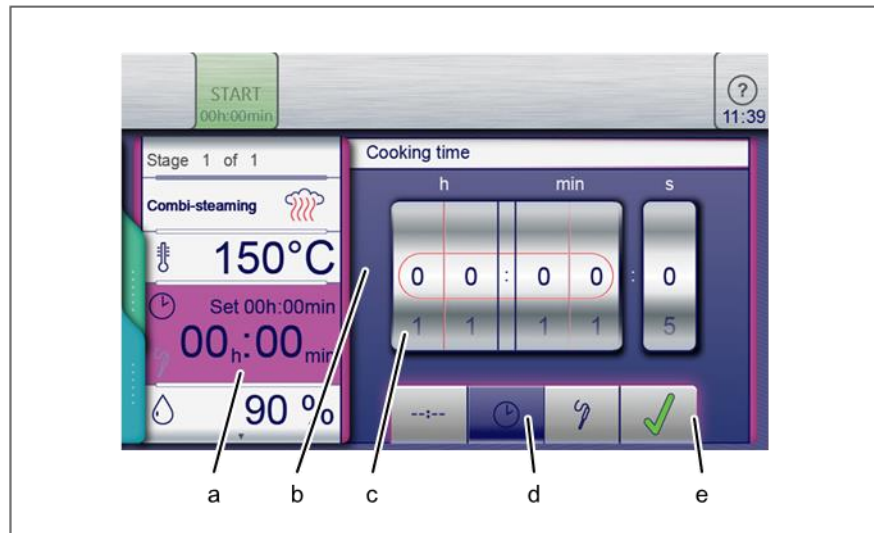 START
00h:00min
?
11:39
Stage 1 of 1
Cooking time
h min s
Combi-steaming
150°C
0 0 : 0 0 : 0
Set 00h:00min
1 1 1 1 5
00h:00min
90 %
--:--
a b c d e